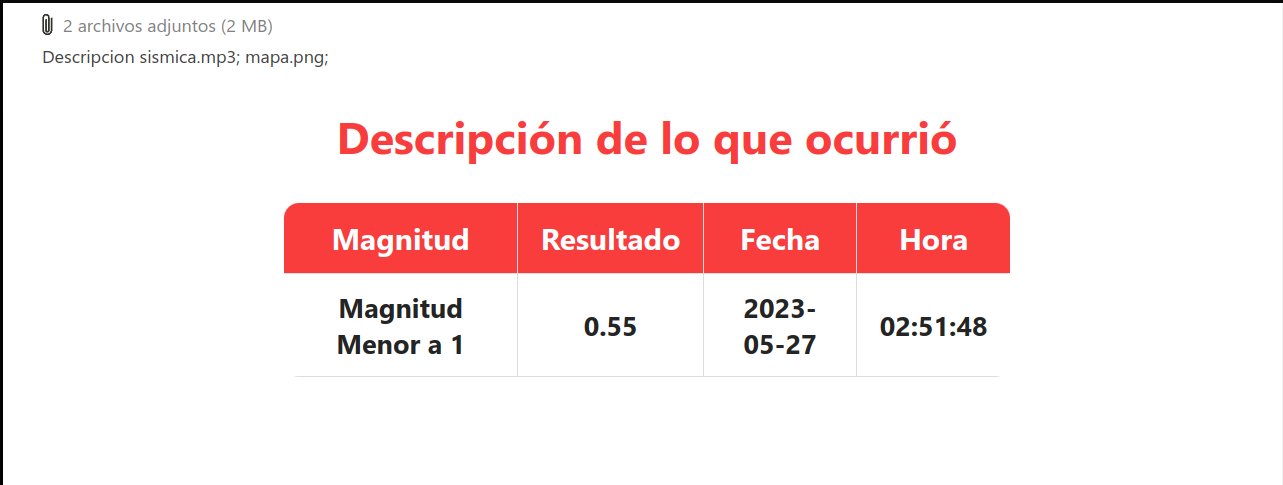 2 archivos adjuntos (2 MB)
Descripcion sismica.mp3; mapa.png;
Descripción de lo que ocurrió
Magnitud Resultado Fecha Hora
Magnitud Menor a 1 0.55 2023-05-27 02:51:48